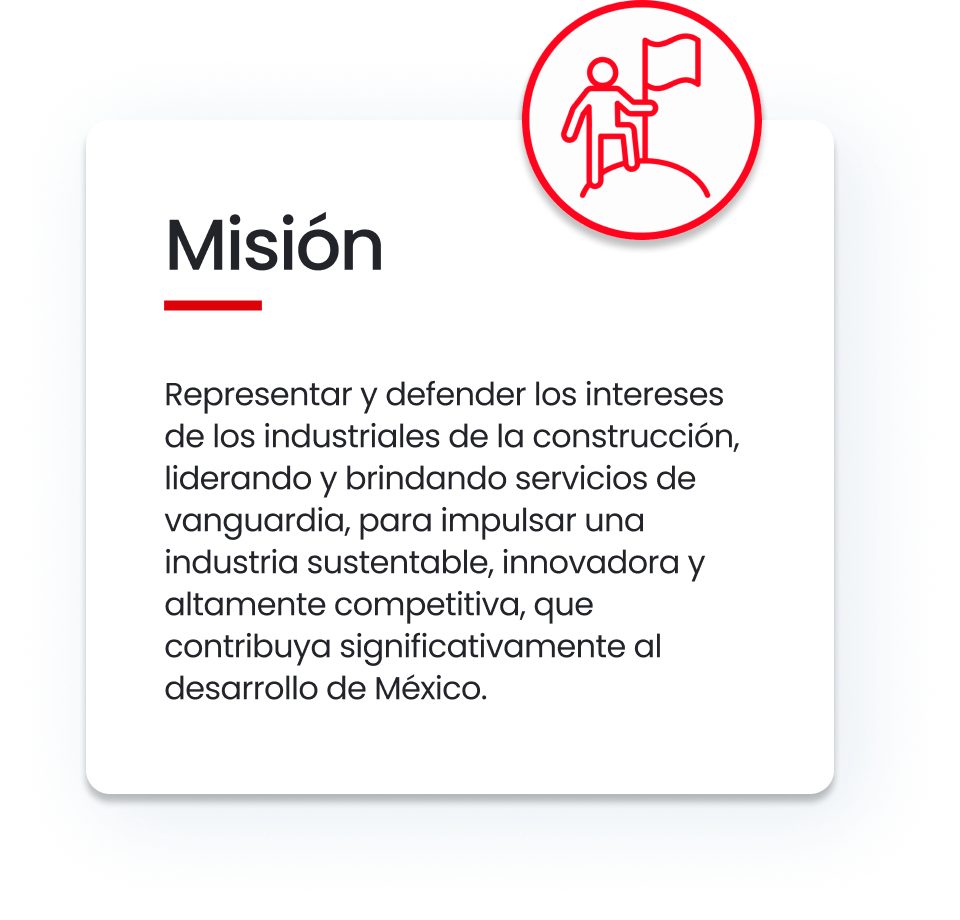 Misión
Representar y defender los intereses
de los industriales de la construcción,
liderando y brindando servicios de
vanguardia, para impulsar una
industria sustentable, innovadora y
altamente competitiva, que
contribuya significativamente al
desarrollo de México.